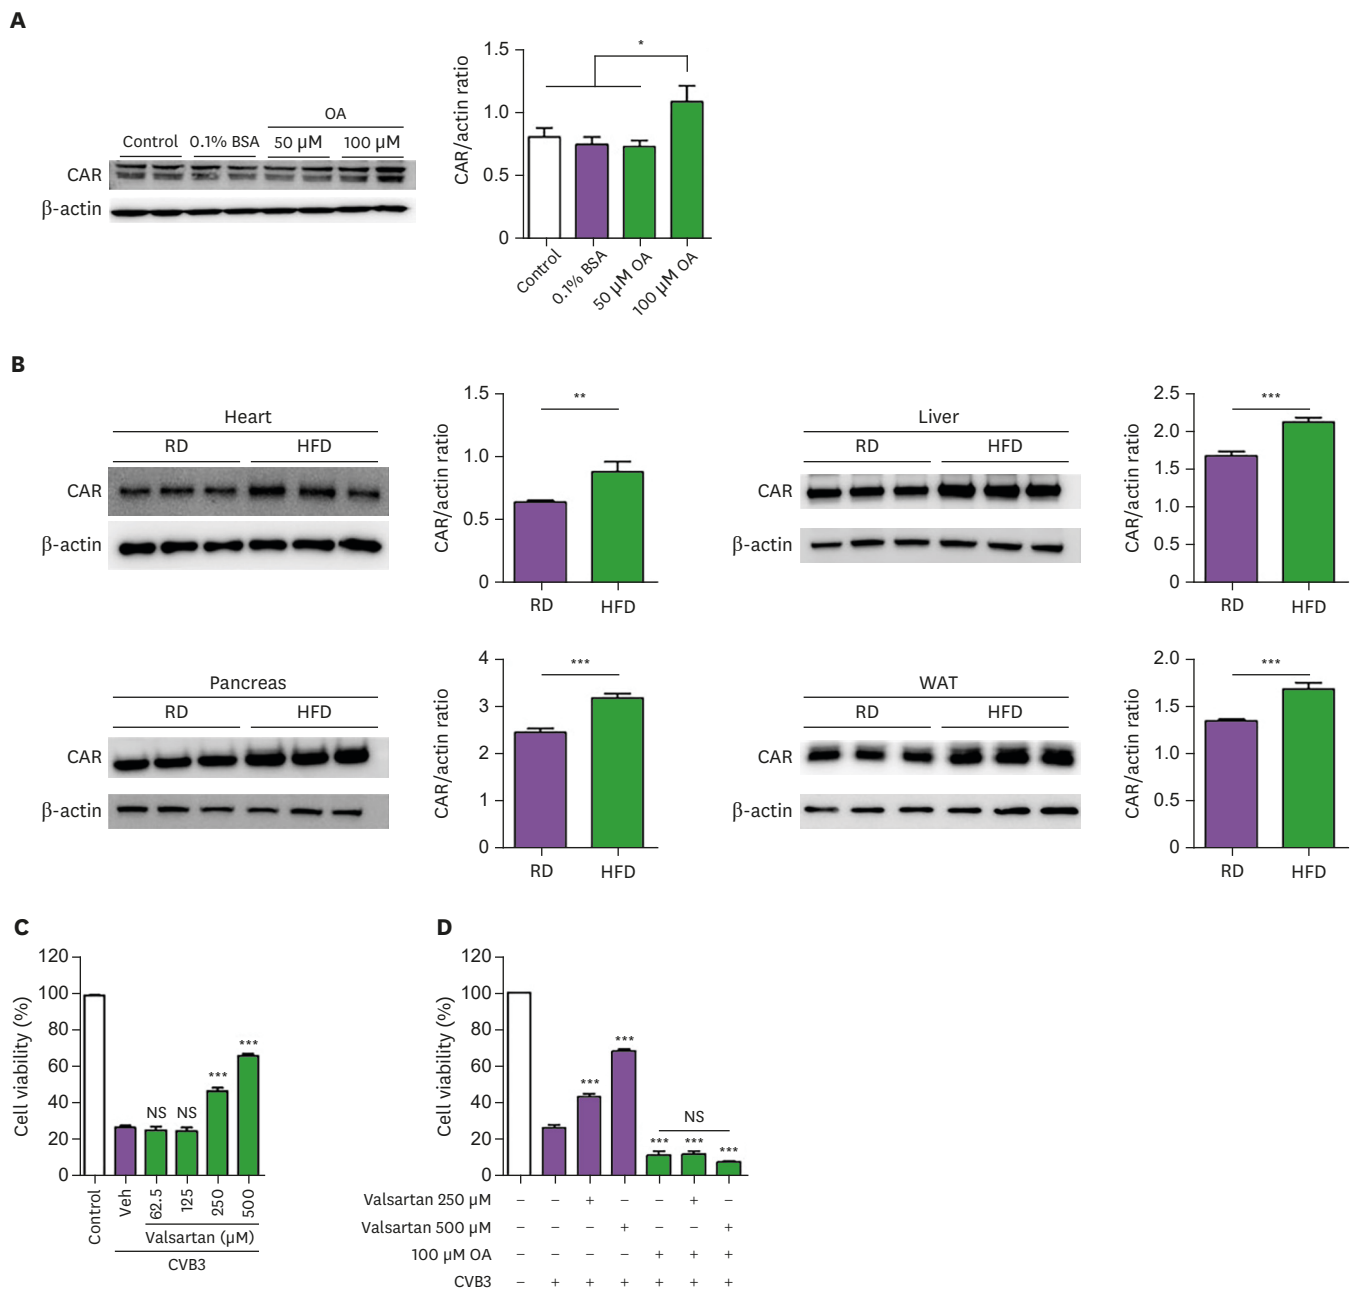 A
OA
Control 0.1% BSA 50 μM 100 μM
CAR
β-actin
CAR/actin ratio
1.5
1.0
0.5
0
*
Control
0.1% BSA
50 μM OA
100 μM OA
B
Heart
RD HFD
CAR
β-actin
CAR/actin ratio
1.5
1.0
0.5
0
**
RD HFD
Liver
RD HFD
CAR
β-actin
CAR/actin ratio
2.5
2.0
1.5
1.0
0.5
0
***
RD HFD
Pancreas
RD HFD
CAR
β-actin
CAR/actin ratio
4
3
2
1
0
***
RD HFD
WAT
RD HFD
CAR
β-actin
CAR/actin ratio
2.0
1.5
1.0
0.5
0
***
RD HFD
C
Cell viability (%)
120
100
80
60
40
20
0
NS NS *** ***
Control Veh 62.5 125 250 500
Valsartan (μM)
CVB3
D
Cell viability (%)
120
100
80
60
40
20
0
*** ***
NS
*** *** ***
Valsartan 250 μM − − + − − + −
Valsartan 500 μM − − − + − − +
100 μM OA − − − − + + +
CVB3 − + + + + + +